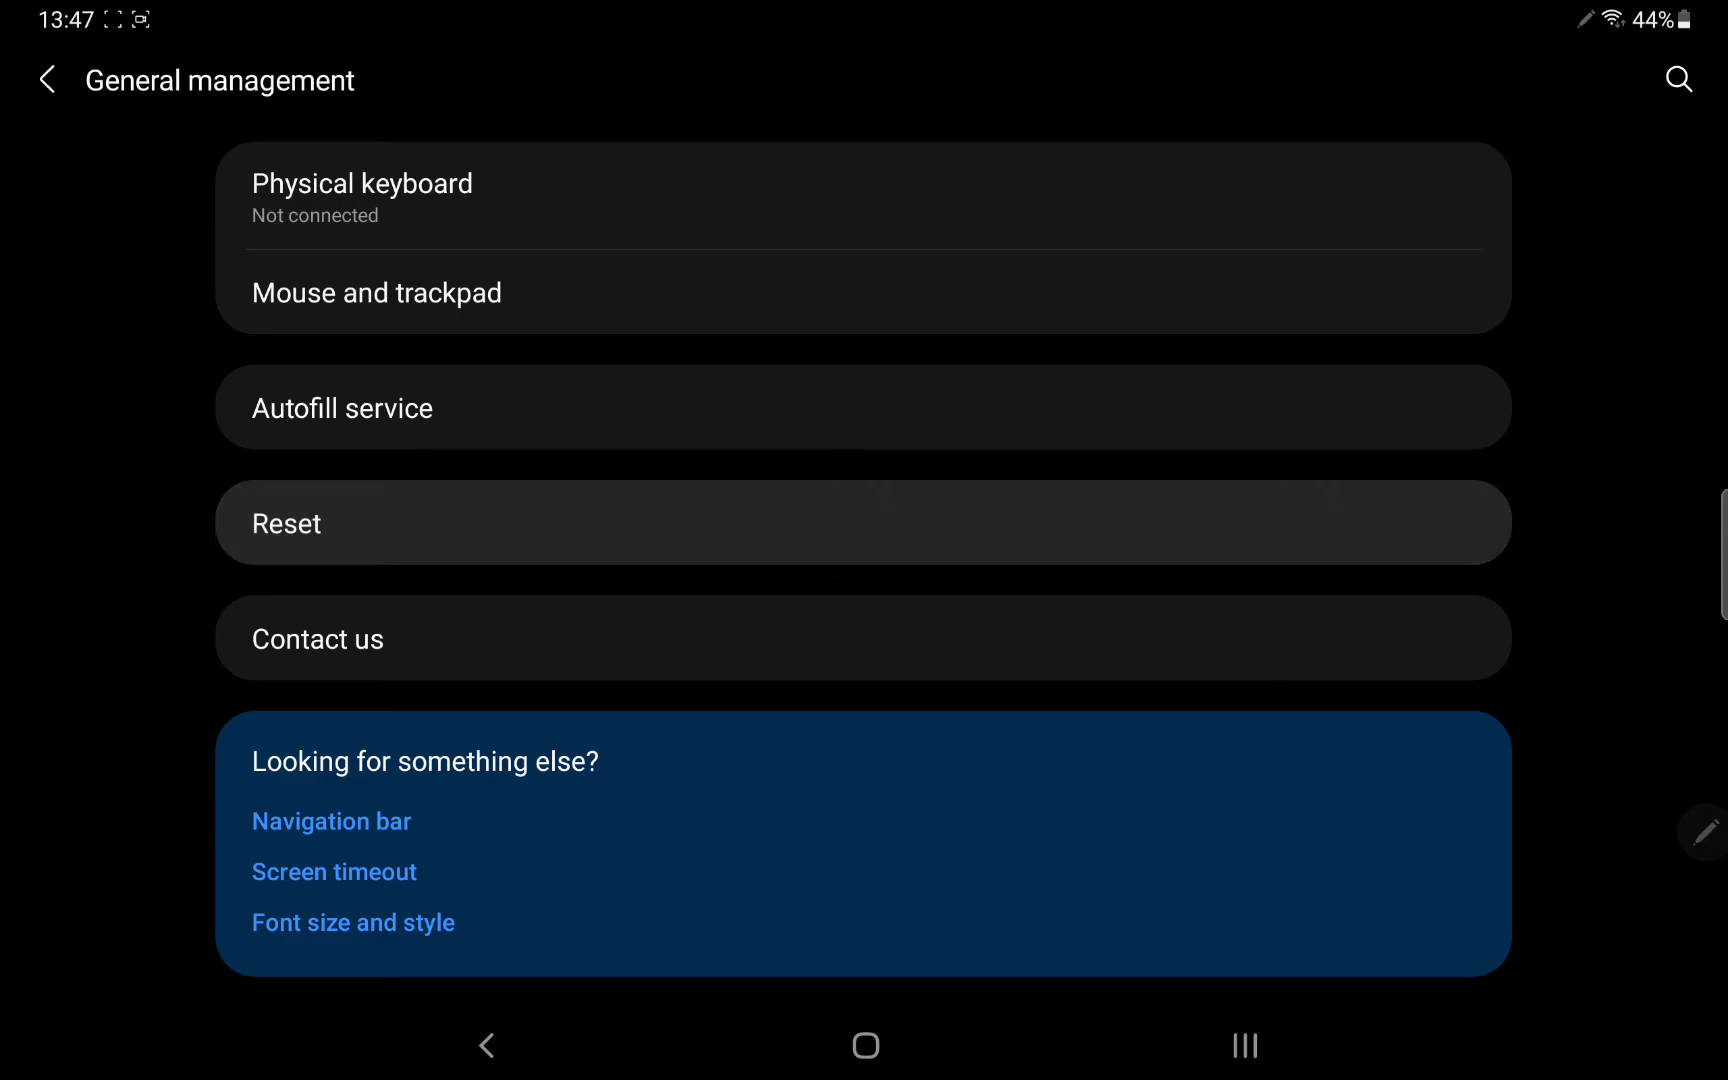 13:47
44%
General management
Physical keyboard
Not connected
Mouse and trackpad
Autofill service
Reset
Contact us
Looking for something else?
Navigation bar
Screen timeout
Font size and style